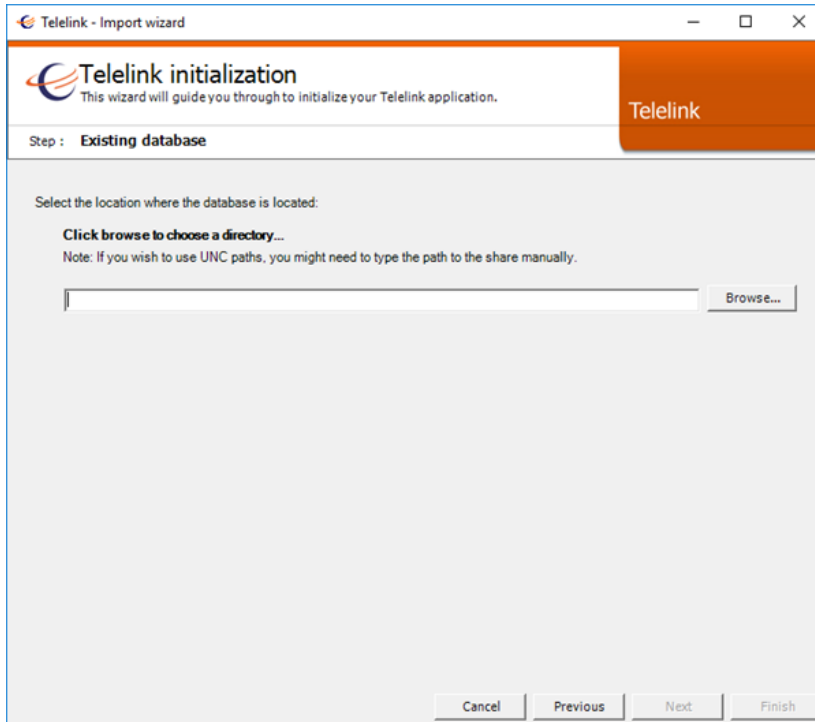 Telelink - Import wizard
Telelink initialization
This wizard will guide you through to initialize your Telelink application.
Telelink
Step : Existing database
Select the location where the database is located:
Click browse to choose a directory...
Note: If you wish to use UNC paths, you might need to type the path to the share manually.
Browse...
Cancel Previous Next Finish